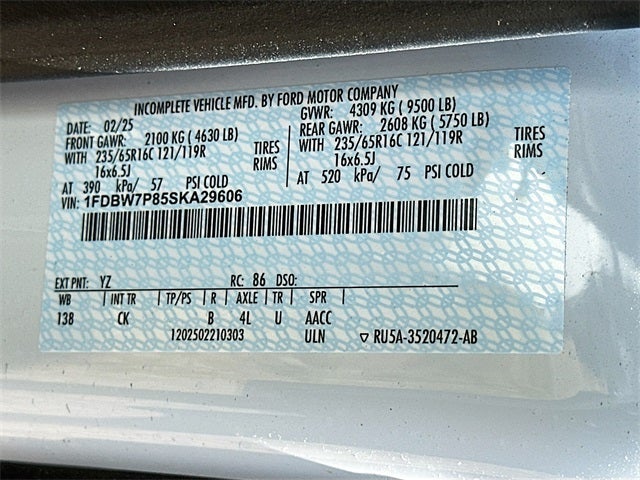 INCOMPLETE VEHICLE MFD. BY FORD MOTOR COMPANY
DATE: 02/25 GVWR: 4309 KG ( 9500 LB)
FRONT GAWR: 2100 KG ( 4630 LB) REAR GAWR: 2608 KG ( 5750 LB)
WITH 235/65R16C 121/119R TIRES WITH 235/65R16C 121/119R TIRES
16x6.5J RIMS 16x6.5J RIMS
AT 390 kPa/ 57 PSI COLD AT 520 kPa/ 75 PSI COLD
VIN: 1FDBW7P85SKA29606
EXT PNT: YZ RC: 86 DSO:
WB | INT TR | TP/PS | R | AXLE | TR | SPR |
138 CK B 4L U AACC
1202502210303 ULN ▽ RU5A-3520472-AB